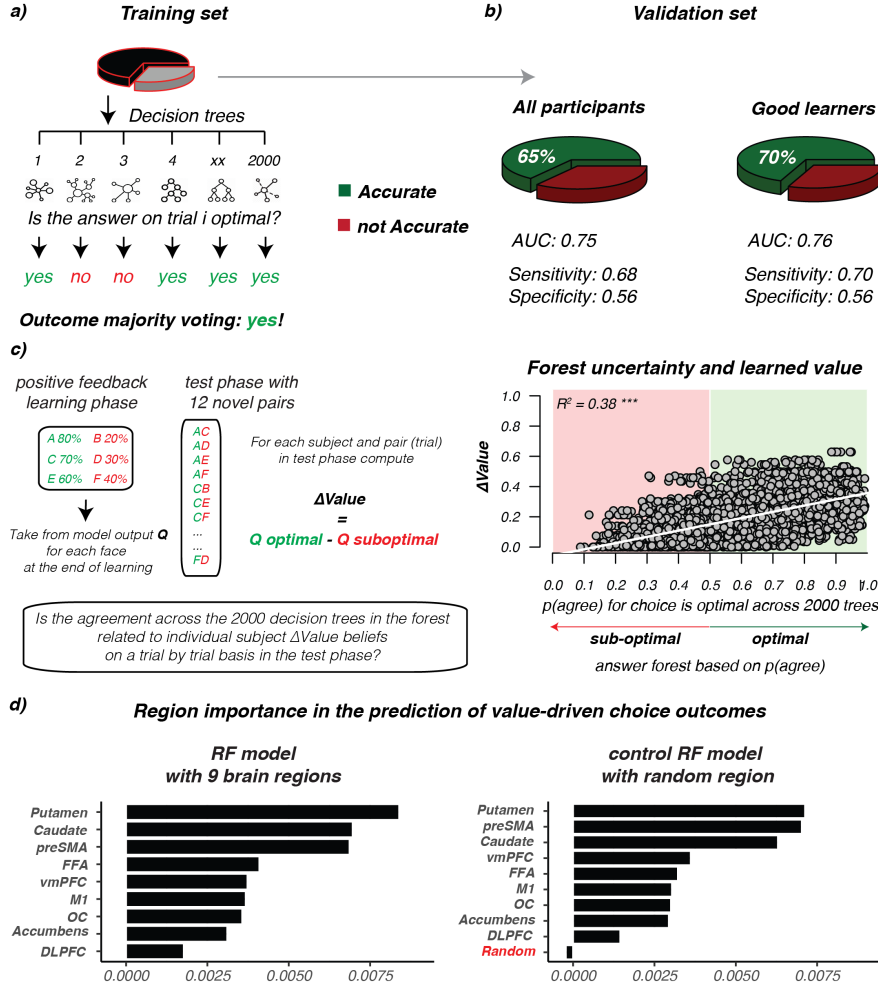 a)
Training set
Decision trees
1 2 3 4 xx 2000
Is the answer on trial i optimal?
yes no no yes yes yes
Outcome majority voting: yes!
Accurate
not Accurate
b)
Validation set
All participants
65%
AUC: 0.75
Sensitivity: 0.68
Specificity: 0.56
Good learners
70%
AUC: 0.76
Sensitivity: 0.70
Specificity: 0.56
c)
positive feedback
learning phase
A 80% B 20%
C 70% D 30%
E 60% F 40%
Take from model output Q
for each face
at the end of learning
test phase with
12 novel pairs
AC
AD
AE
AF
CB
CE
CF
...
...
FD
For each subject and pair (trial)
in test phase compute
ΔValue
=
Q optimal - Q suboptimal
Is the agreement across the 2000 decision trees in the forest
related to individual subject ΔValue beliefs
on a trial by trial basis in the test phase?
Forest uncertainty and learned value
R² = 0.38 ***
ΔValue
1.0
0.8
0.6
0.4
0.2
0.0
0.0 0.1 0.2 0.3 0.4 0.5 0.6 0.7 0.8 0.9 1.0
p(agree) for choice is optimal across 2000 trees
sub-optimal optimal
answer forest based on p(agree)
d)
Region importance in the prediction of value-driven choice outcomes
RF model
with 9 brain regions
Putamen
Caudate
preSMA
FFA
vmPFC
M1
OC
Accumbens
DLPFC
0.0000 0.0025 0.0050 0.0075
control RF model
with random region
Putamen
preSMA
Caudate
vmPFC
FFA
M1
OC
Accumbens
DLPFC
Random
0.0000 0.0025 0.0050 0.0075